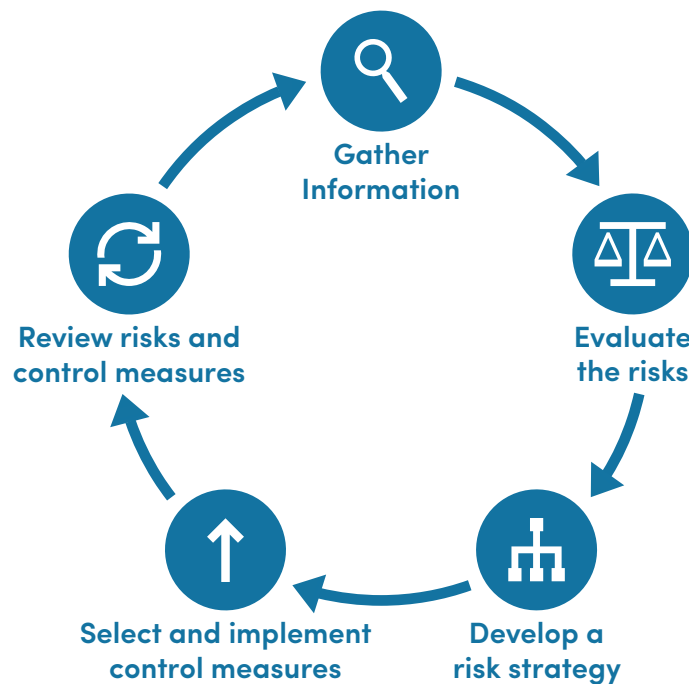 Gather
Information
Evaluate
the risks
Develop a
risk strategy
Select and implement
control measures
Review risks and
control measures